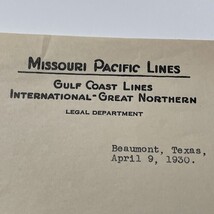 MISSOURI PACIFIC LINES
GULF COAST LINES
INTERNATIONAL-GREAT NORTHERN
LEGAL DEPARTMENT
Beaumont, Texas,
April 9, 1930.